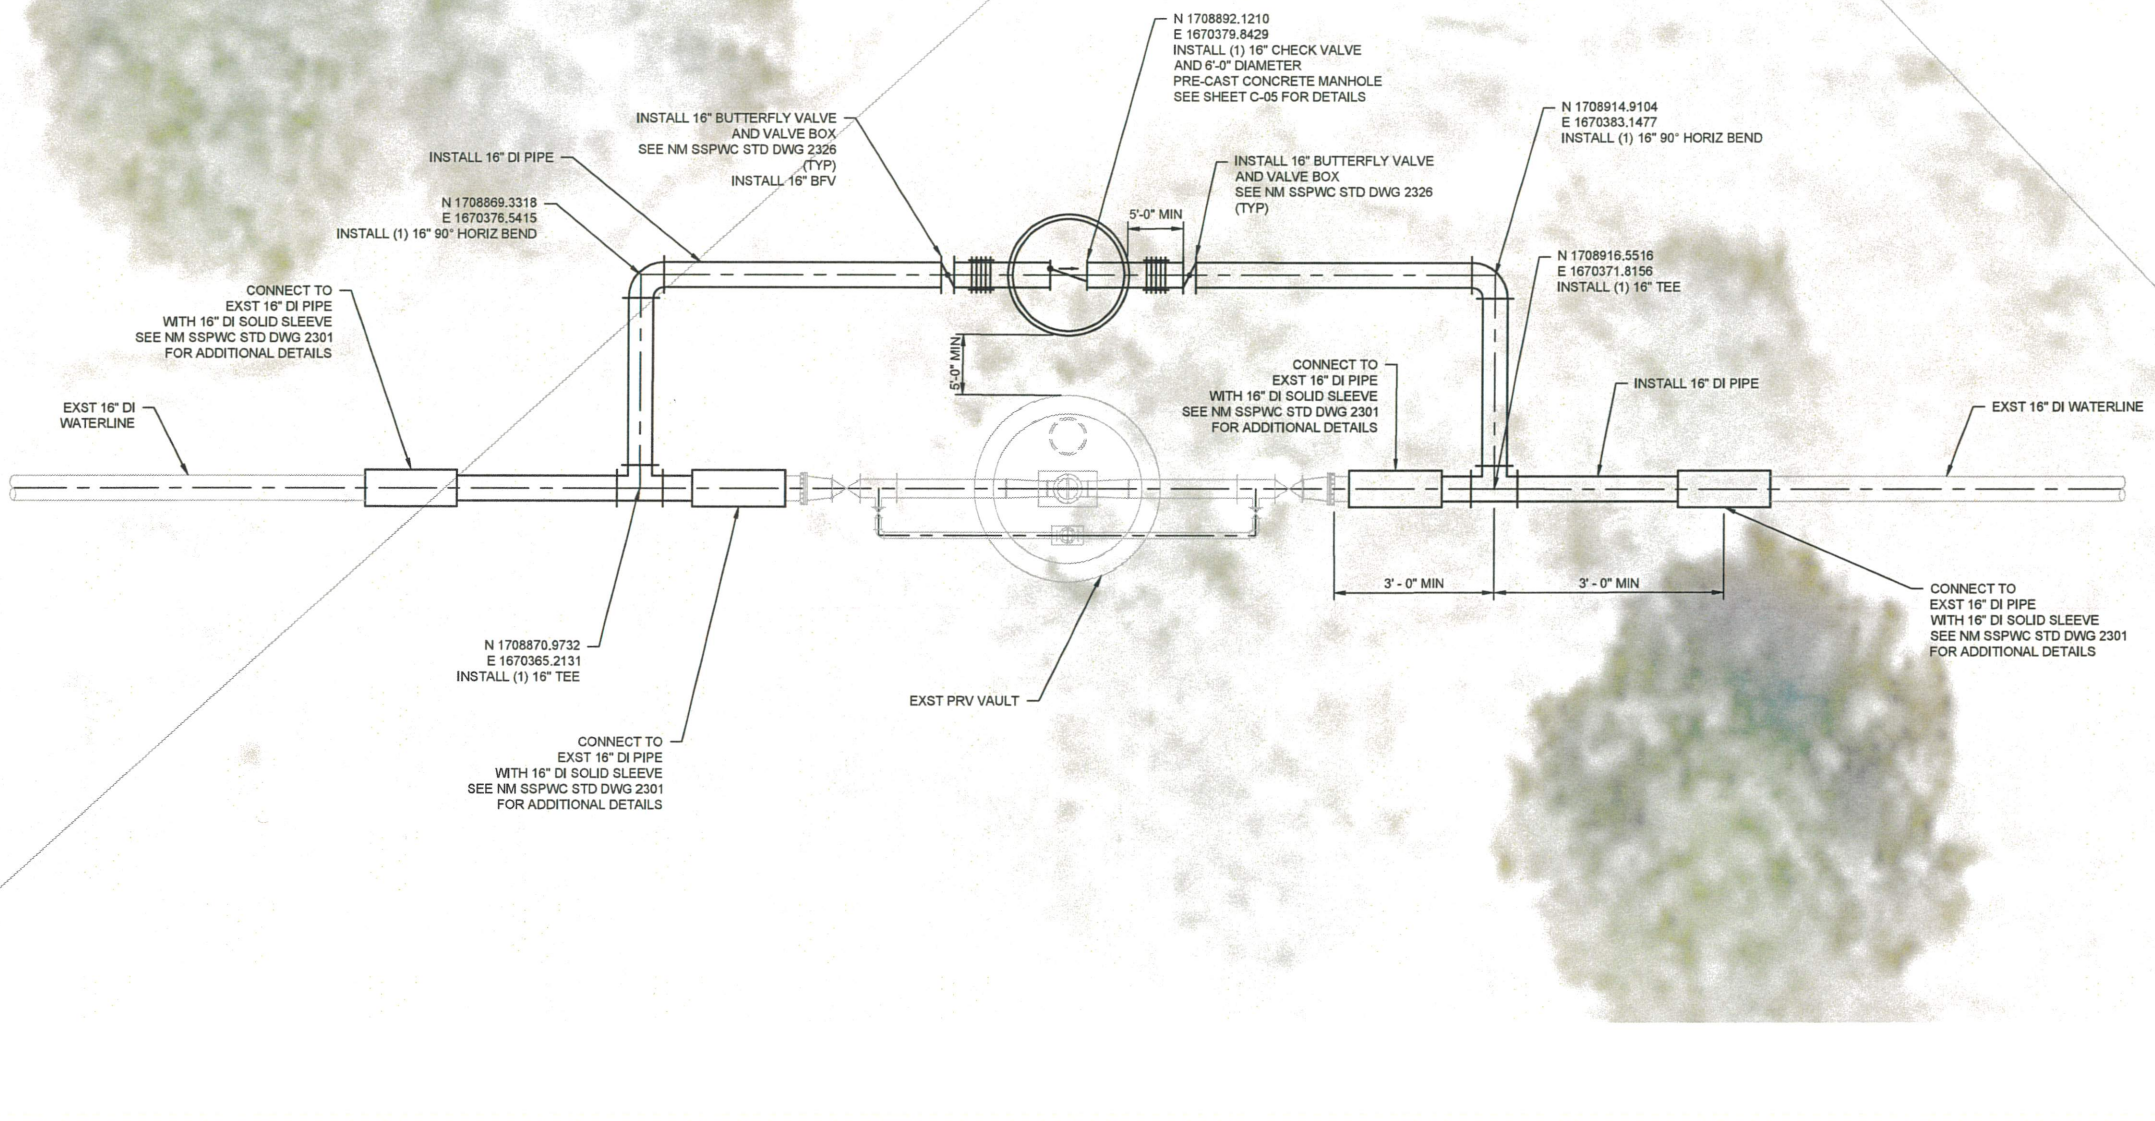 N 1708892.1210
E 1670379.8429
INSTALL (1) 16" CHECK VALVE
AND 6'-0" DIAMETER
PRE-CAST CONCRETE MANHOLE
SEE SHEET C-05 FOR DETAILS
N 1708914.9104
E 1670383.1477
INSTALL (1) 16" 90° HORIZ BEND
INSTALL 16" BUTTERFLY VALVE
AND VALVE BOX
SEE NM SSPWC STD DWG 2326
(TYP)
INSTALL 16" BFV
INSTALL 16" DI PIPE
INSTALL 16" BUTTERFLY VALVE
AND VALVE BOX
SEE NM SSPWC STD DWG 2326
(TYP)
N 1708869.3318
E 1670376.5415
INSTALL (1) 16" 90° HORIZ BEND
5'-0" MIN
N 1708916.5516
E 1670371.8156
INSTALL (1) 16" TEE
CONNECT TO
EXST 16" DI PIPE
WITH 16" DI SOLID SLEEVE
SEE NM SSPWC STD DWG 2301
FOR ADDITIONAL DETAILS
5'-0" MIN
CONNECT TO
EXST 16" DI PIPE
WITH 16" DI SOLID SLEEVE
SEE NM SSPWC STD DWG 2301
FOR ADDITIONAL DETAILS
INSTALL 16" DI PIPE
EXST 16" DI
WATERLINE
EXST 16" DI WATERLINE
3' - 0" MIN
3' - 0" MIN
CONNECT TO
EXST 16" DI PIPE
WITH 16" DI SOLID SLEEVE
SEE NM SSPWC STD DWG 2301
FOR ADDITIONAL DETAILS
N 1708870.9732
E 1670365.2131
INSTALL (1) 16" TEE
EXST PRV VAULT
CONNECT TO
EXST 16" DI PIPE
WITH 16" DI SOLID SLEEVE
SEE NM SSPWC STD DWG 2301
FOR ADDITIONAL DETAILS